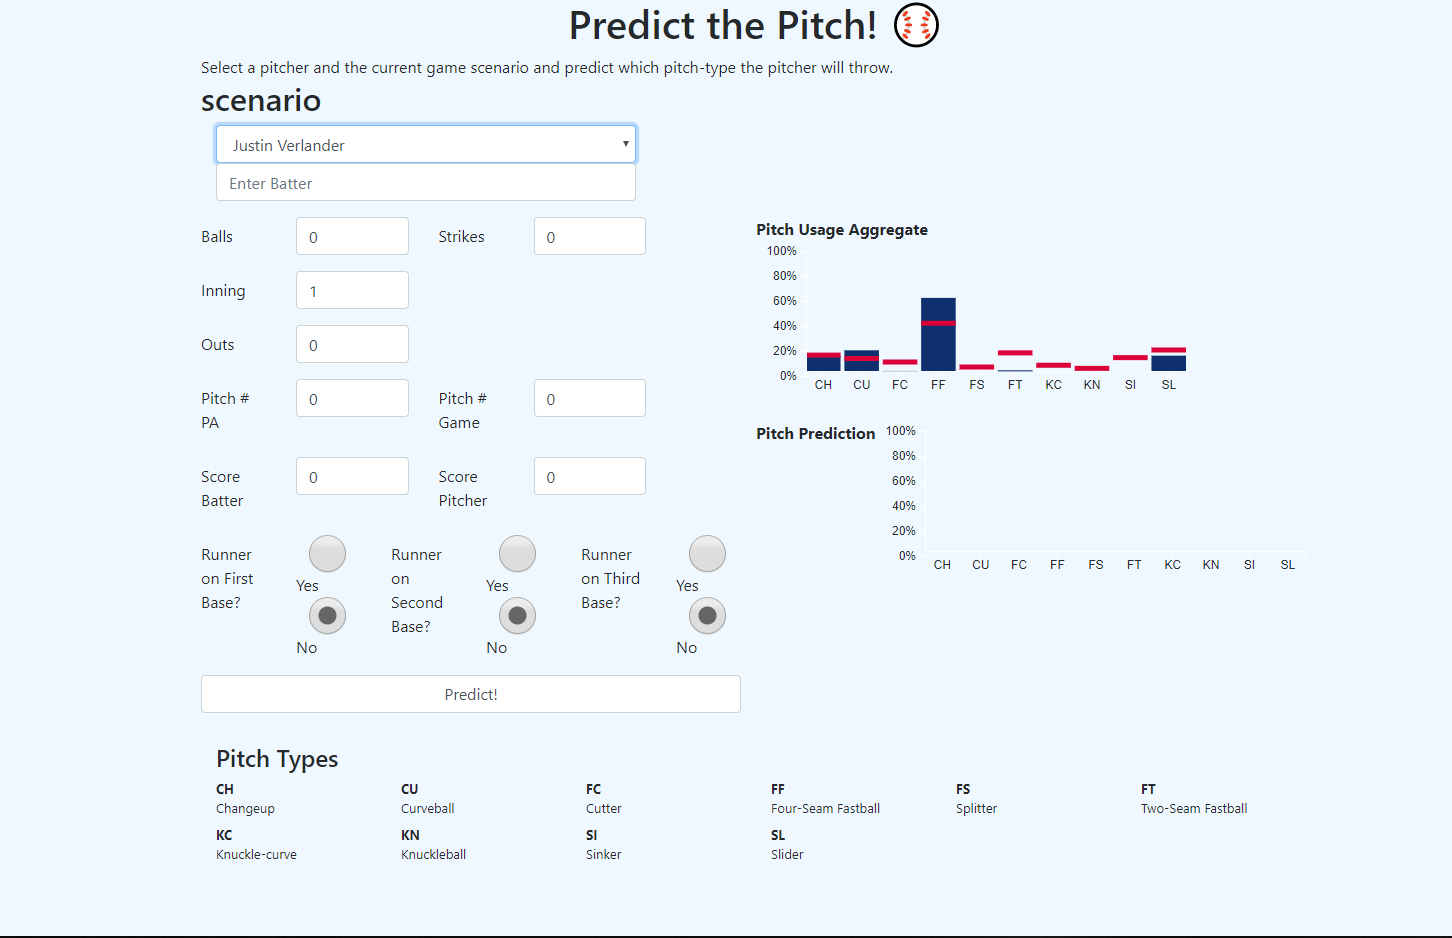 Predict the Pitch!
Select a pitcher and the current game scenario and predict which pitch-type the pitcher will throw.
scenario
Justin Verlander
Enter Batter
Balls 0 Strikes 0
Inning 1
Outs 0
Pitch # PA 0 Pitch # Game 0
Score Batter 0 Score Pitcher 0
Runner on First Base? Yes No
Runner on Second Base? Yes No
Runner on Third Base? Yes No
Predict!
Pitch Usage Aggregate
100%
80%
60%
40%
20%
0%
CH CU FC FF FS FT KC KN SI SL
Pitch Prediction
100%
80%
60%
40%
20%
0%
CH CU FC FF FS FT KC KN SI SL
Pitch Types
CH CU FC FF FS FT
Changeup Curveball Cutter Four-Seam Fastball Splitter Two-Seam Fastball
KC KN SI SL
Knuckle-curve Knuckleball Sinker Slider